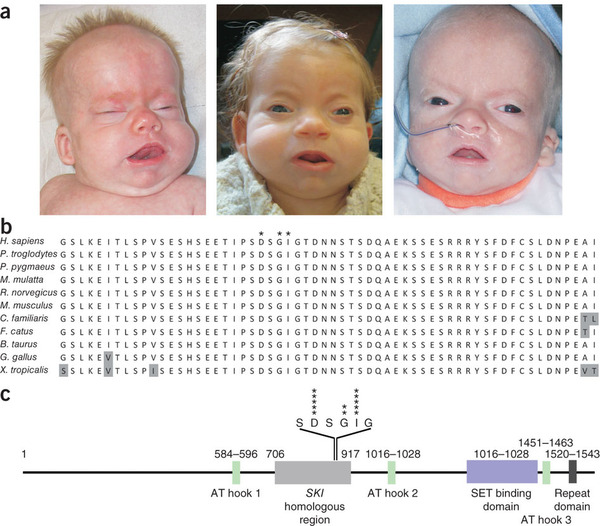 a
b
* * *
H. sapiens G S L K E I T L S P V S E S H S E E T I P S D S G I G T D N N S T S D Q A E K S S E S R R R Y S F D F C S L D N P E A I
P. troglodytes G S L K E I T L S P V S E S H S E E T I P S D S G I G T D N N S T S D Q A E K S S E S R R R Y S F D F C S L D N P E A I
P. pygmaeus G S L K E I T L S P V S E S H S E E T I P S D S G I G T D N N S T S D Q A E K S S E S R R R Y S F D F C S L D N P E A I
M. mulatta G S L K E I T L S P V S E S H S E E T I P S D S G I G T D N N S T S D Q A E K S S E S R R R Y S F D F C S L D N P E A I
R. norvegicus G S L K E I T L S P V S E S H S E E T I P S D S G I G T D N N S T S D Q A E K S S E S R R R Y S F D F C S L D N P E A I
M. musculus G S L K E I T L S P V S E S H S E E T I P S D S G I G T D N N S T S D Q A E K S S E S R R R Y S F D F C S L D N P E A I
C. familiaris G S L K E I T L S P V S E S H S E E T I P S D S G I G T D N N S T S D Q A E K S S E S R R R Y S F D F C S L D N P E T L
F. catus G S L K E I T L S P V S E S H S E E T I P S D S G I G T D N N S T S D Q A E K S S E S R R R Y S F D F C S L D N P E T I
B. taurus G S L K E I T L S P V S E S H S E E T I P S D S G I G T D N N S T S D Q A E K S S E S R R R Y S F D F C S L D N P E A I
G. gallus G S L K E V T L S P V S E S H S E E T I P S D S G I G T D N N S T S D Q A E K S S E S R R R Y S F D F C S L D N P E A I
X. tropicalis S S L K E V T L S P I S E S H S E E T I P S D S G I G T D N N S T S D Q A E K S S E S R R R Y S F D F C S L D N P E V T
c
***** ** *****
S D S G I G
1 584–596 706 917 1016–1028 1016–1028 1451–1463 1520–1543
AT hook 1 SKI homologous region AT hook 2 SET binding domain AT hook 3 Repeat domain